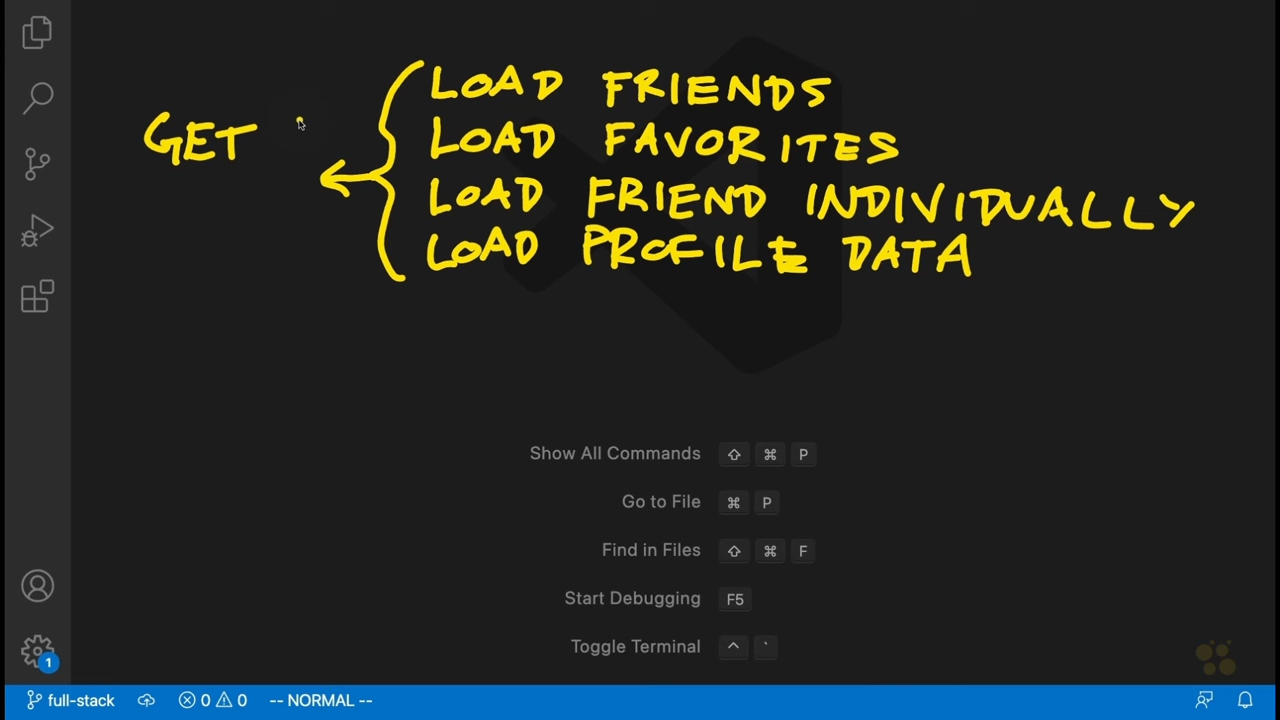 GET
LOAD FRIENDS
LOAD FAVORITES
LOAD FRIEND INDIVIDUALLY
LOAD PROFILE DATA
Show All Commands ⇧ ⌘ P
Go to File ⌘ P
Find in Files ⇧ ⌘ F
Start Debugging F5
Toggle Terminal ^ `
1
full-stack 0 0 -- NORMAL --